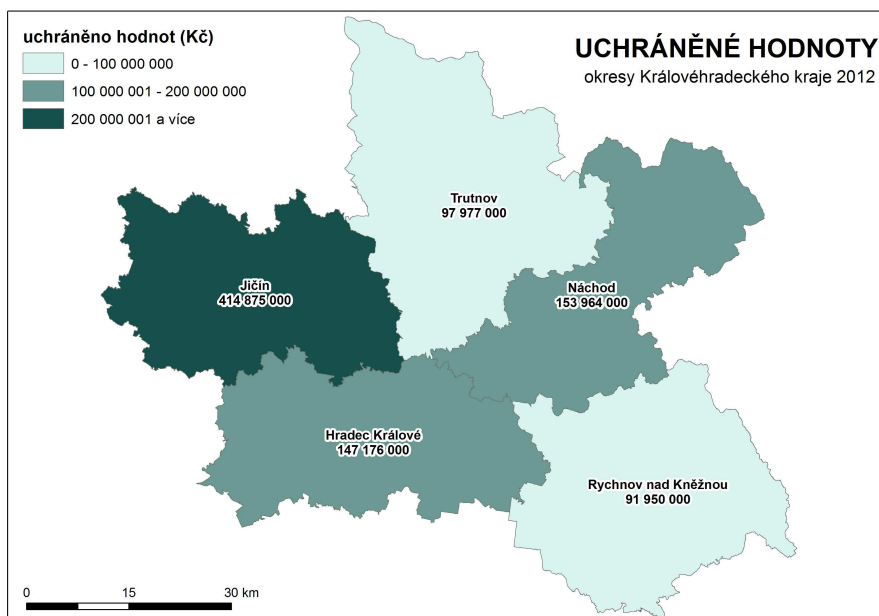 uchráněno hodnot (Kč)
0 - 100 000 000
100 000 001 - 200 000 000
200 000 001 a více
UCHRÁNĚNÉ HODNOTY
okresy Královéhradeckého kraje 2012
Trutnov
97 977 000
Jičín
414 875 000
Náchod
153 964 000
Hradec Králové
147 176 000
Rychnov nad Kněžnou
91 950 000
0 15 30 km